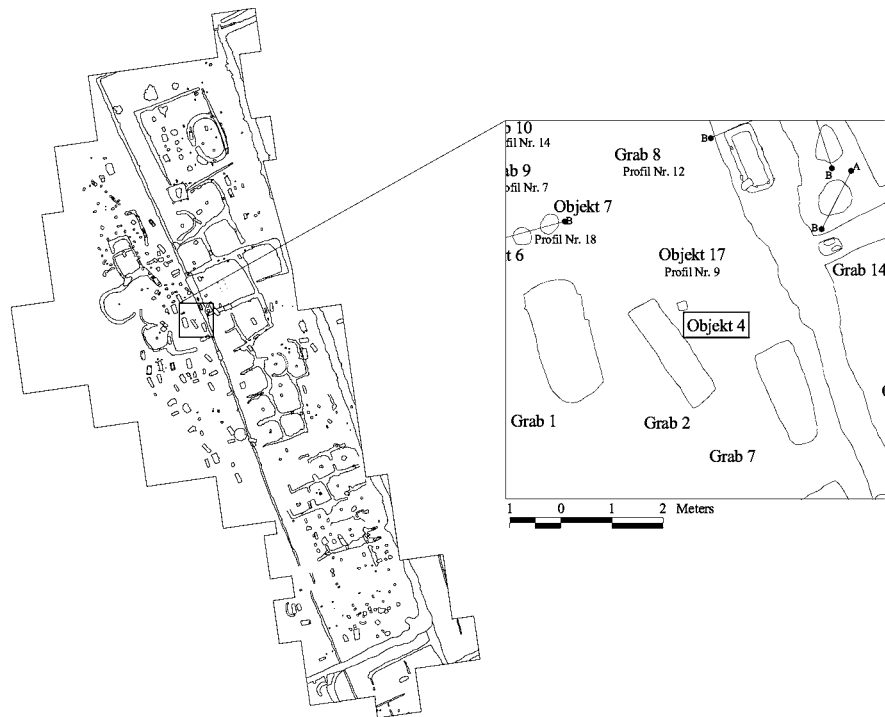 b 10
ofil Nr. 14
Grab 8
Profil Nr. 12
ab 9
ofil Nr. 7
Objekt 7
B
B
A
B
B
Profil Nr. 18
t 6
Objekt 17
Profil Nr. 9
Grab 14
Objekt 4
Grab 1
Grab 2
Grab 7
1 0 1 2 Meters